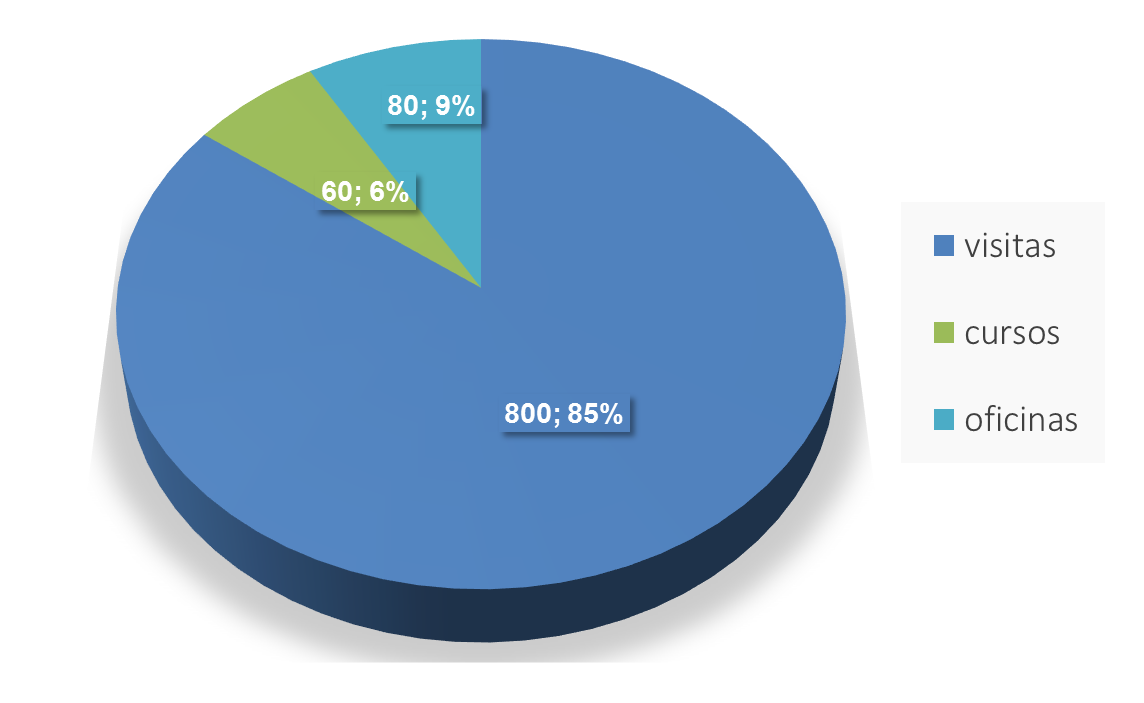 80; 9%
60; 6%
800; 85%
visitas
cursos
oficinas